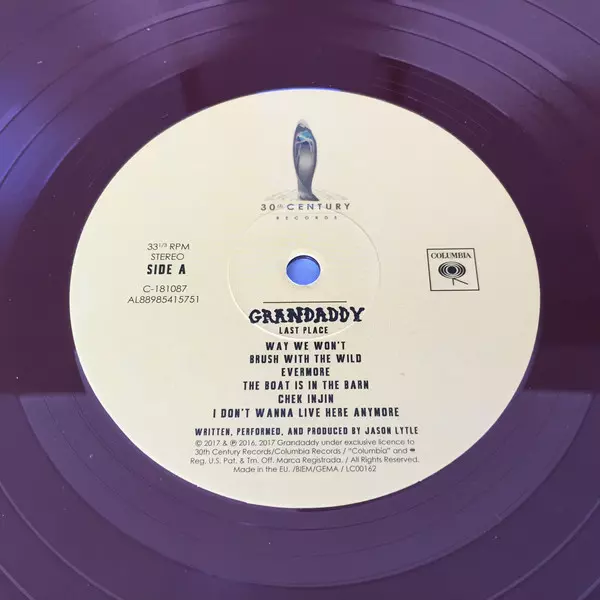 30th CENTURY
RECORDS
33 1/3 RPM
STEREO
SIDE A
C-181087
AL88985415751
COLUMBIA
GRANDADDY
LAST PLACE
WAY WE WON'T
BRUSH WITH THE WILD
EVERMORE
THE BOAT IS IN THE BARN
CHEK INJIN
I DON'T WANNA LIVE HERE ANYMORE
WRITTEN, PERFORMED, AND PRODUCED BY JASON LYTLE
© 2017 & ℗ 2016, 2017 Grandaddy under exclusive licence to
30th Century Records/Columbia Records / "Columbia" and
Reg. U.S. Pat. & Tm. Off. Marca Registrada. / All Rights Reserved.
Made in the EU. /BIEM/GEMA / LC00162